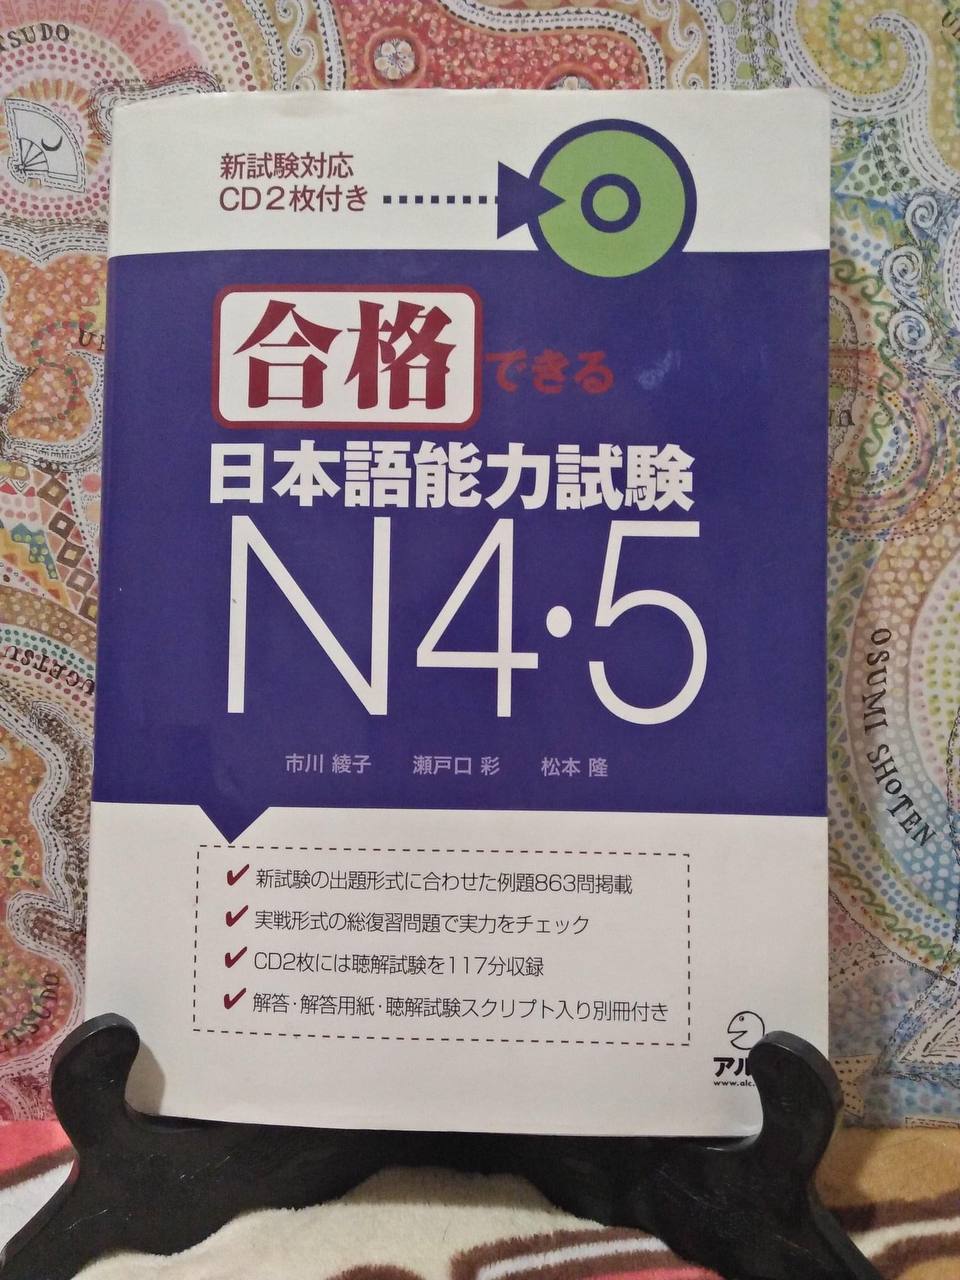 新試験対応
CD2枚付き
合格できる
日本語能力試験
N4・5
市川 綾子　瀬戸口 彩　松本 隆
✔ 新試験の出題形式に合わせた例題863問掲載
✔ 実戦形式の総復習問題で実力をチェック
✔ CD2枚には聴解試験を117分収録
✔ 解答・解答用紙・聴解試験スクリプト入り別冊付き
アル
www.alc.
OSUMI SHOTEN
UGETSU